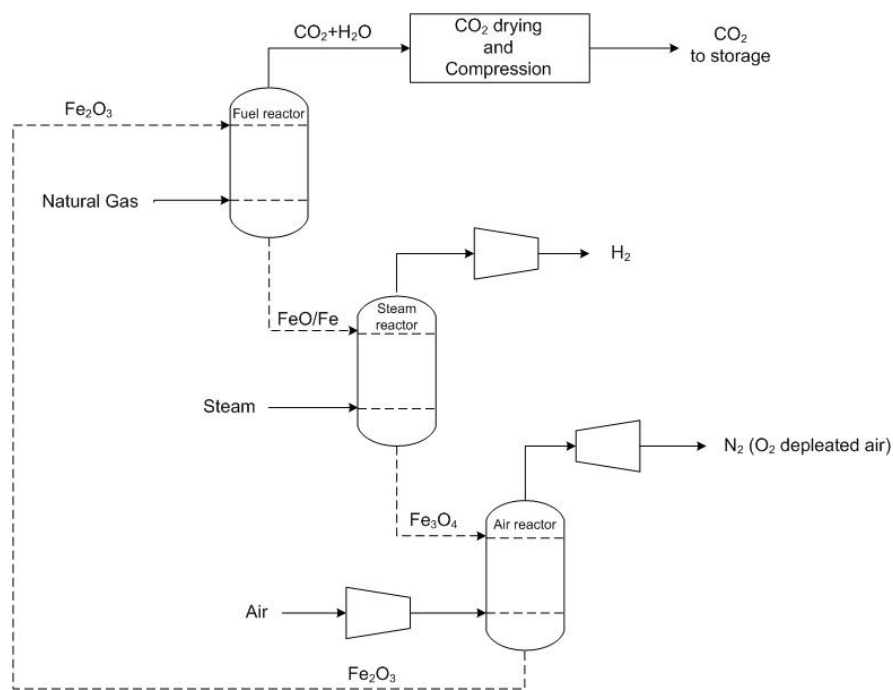 CO₂+H₂O
CO₂ drying
and
Compression
CO₂
to storage
Fe₂O₃
Fuel reactor
Natural Gas
H₂
FeO/Fe
Steam
reactor
Steam
N₂ (O₂ depleated air)
Fe₃O₄
Air reactor
Air
Fe₂O₃